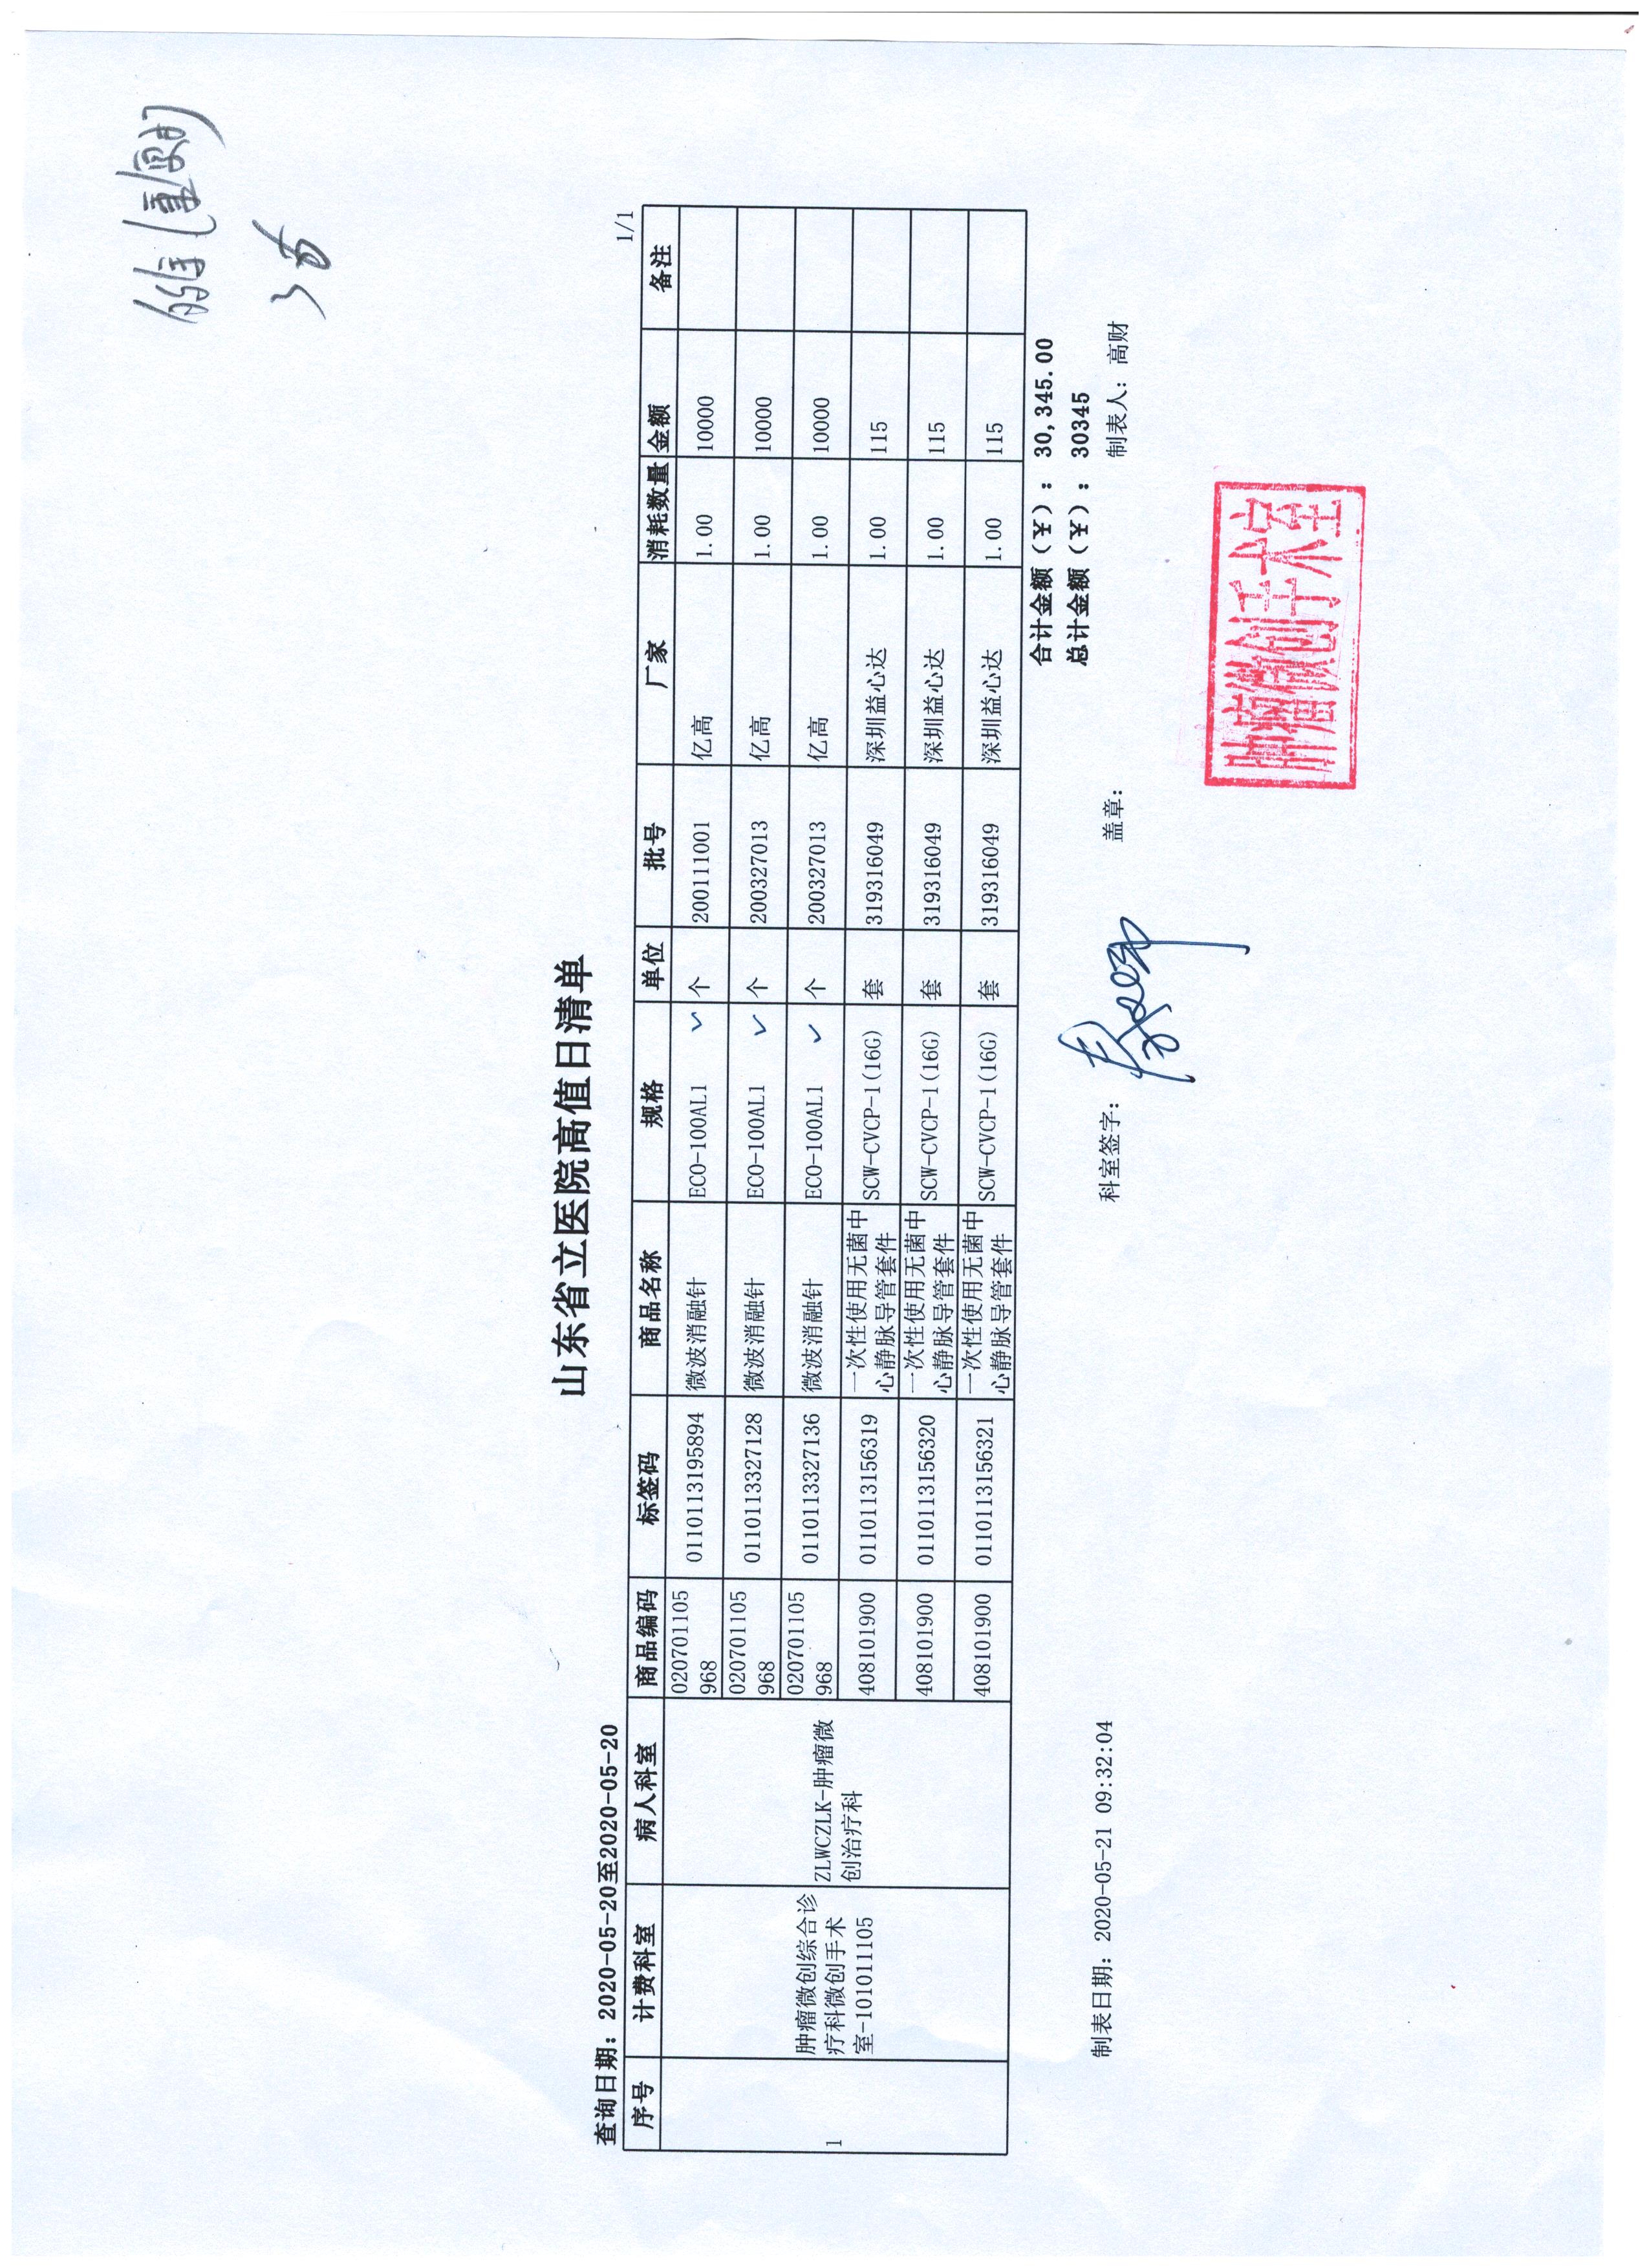 山东省立医院高值日清单
查询日期：2020-05-20至2020-05-20 1/1
序号 计费科室 病人科室 商品编码 标签码 商品名称 规格 单位 批号 厂家 消耗数量 金额 备注
1 肿瘤微创综合诊疗科微创手术室-101011105 ZLWCZLK-肿瘤微创治疗科
020701105968 0110113195894 微波消融针 ECO-100AL1 ✓ 个 200111001 亿高 1.00 10000
020701105968 0110113327128 微波消融针 ECO-100AL1 ✓ 个 200327013 亿高 1.00 10000
020701105968 0110113327136 微波消融针 ECO-100AL1 ✓ 个 200327013 亿高 1.00 10000
408101900 0110113156319 一次性使用无菌中心静脉导管套件 SCW-CVCP-1(16G) 套 319316049 深圳益心达 1.00 115
408101900 0110113156320 一次性使用无菌中心静脉导管套件 SCW-CVCP-1(16G) 套 319316049 深圳益心达 1.00 115
408101900 0110113156321 一次性使用无菌中心静脉导管套件 SCW-CVCP-1(16G) 套 319316049 深圳益心达 1.00 115
合计金额（¥）：30,345.00
总计金额（¥）：30345
制表日期：2020-05-21 09:32:04 科室签字： 盖章： 制表人：高财
肿瘤微创手术室